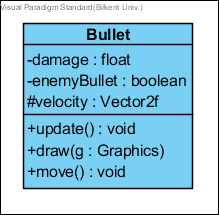 Visual Paradigm Standard(Bilkent Univ.)
Bullet
-damage : float
-enemyBullet : boolean
#velocity : Vector2f
+update() : void
+draw(g : Graphics)
+move() : void